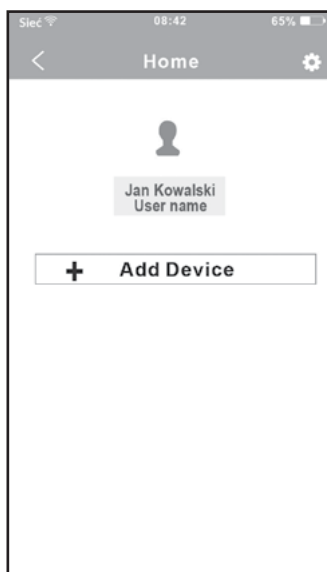 Sieć 08:42 65%
Home
Jan Kowalski
User name
+ Add Device